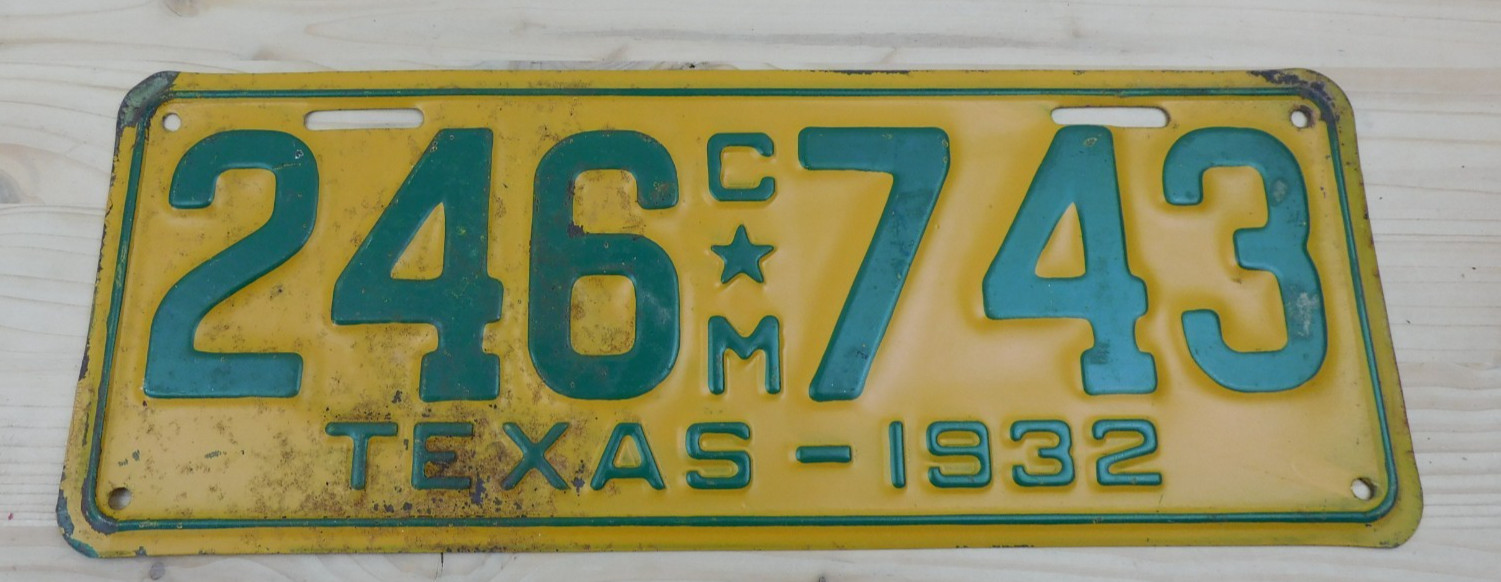 246 C★M 743
TEXAS-1932